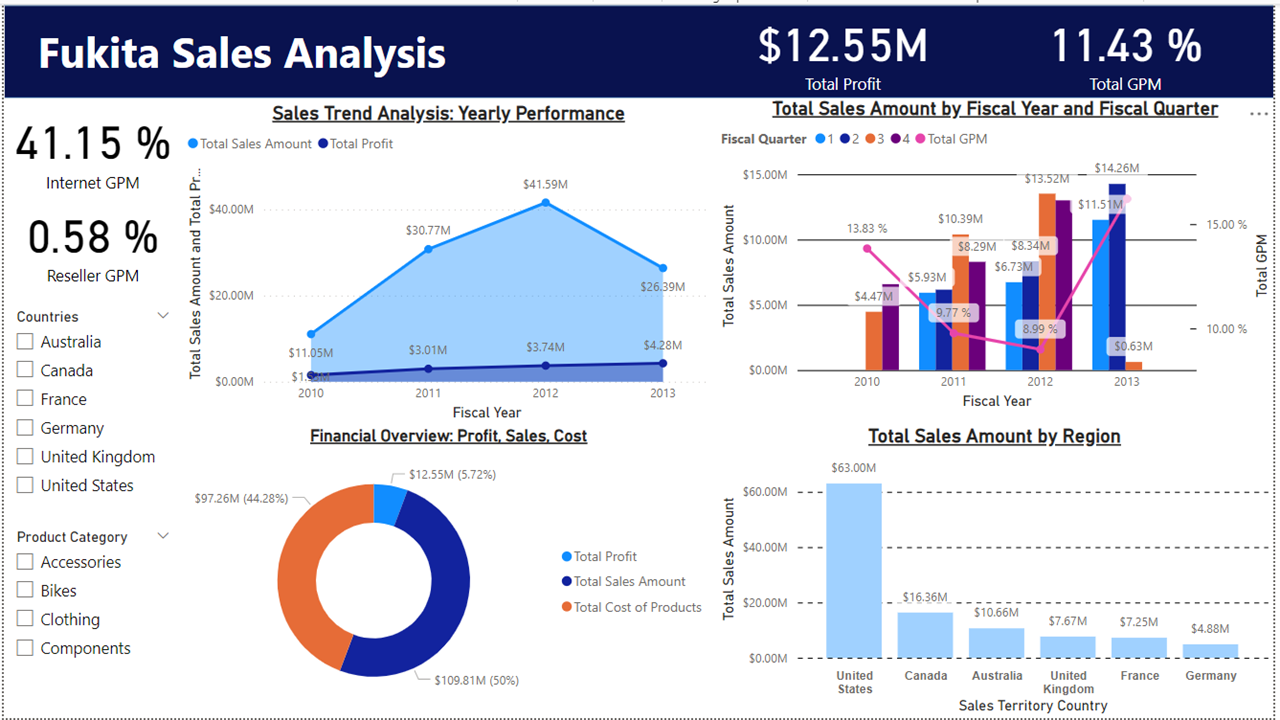 Fukita Sales Analysis
$12.55M
Total Profit
11.43 %
Total GPM
41.15 %
Internet GPM
0.58 %
Reseller GPM
Countries
Australia
Canada
France
Germany
United Kingdom
United States
Product Category
Accessories
Bikes
Clothing
Components
Sales Trend Analysis: Yearly Performance
Total Sales Amount Total Profit
Total Sales Amount and Total Pr...
$40.00M
$20.00M
$0.00M
$11.05M
$30.77M
$41.59M
$26.39M
$3.01M
$3.74M
$4.28M
2010 2011 2012 2013
Fiscal Year
Total Sales Amount by Fiscal Year and Fiscal Quarter
Fiscal Quarter 1 2 3 4 Total GPM
Total Sales Amount
$15.00M
$10.00M
$5.00M
$0.00M
13.83 %
$4.47M
$5.93M
$10.39M
$8.29M
9.77 %
$6.73M
$8.34M
$13.52M
8.99 %
$11.51M
$14.26M
$0.63M
15.00 %
10.00 %
Total GPM
2010 2011 2012 2013
Fiscal Year
Financial Overview: Profit, Sales, Cost
$12.55M (5.72%)
$97.26M (44.28%)
$109.81M (50%)
Total Profit
Total Sales Amount
Total Cost of Products
Total Sales Amount by Region
Total Sales Amount
$60.00M
$40.00M
$20.00M
$0.00M
$63.00M
$16.36M
$10.66M
$7.67M
$7.25M
$4.88M
United States
Canada
Australia
United Kingdom
France
Germany
Sales Territory Country